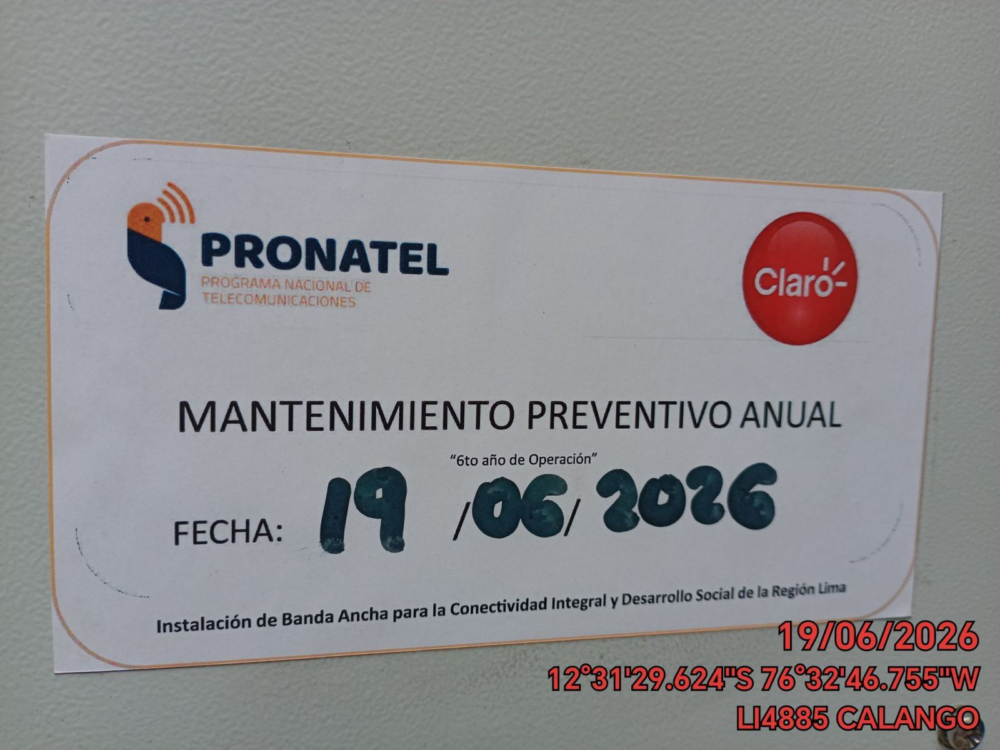 PRONATEL
PROGRAMA NACIONAL DE
TELECOMUNICACIONES
Claro
MANTENIMIENTO PREVENTIVO ANUAL
“6to año de Operación”
FECHA: 19 /06/ 2026
Instalación de Banda Ancha para la Conectividad Integral y Desarrollo Social de la Región Lima
19/06/2026
12°31'29.624"S 76°32'46.755"W
LI4885 CALANGO